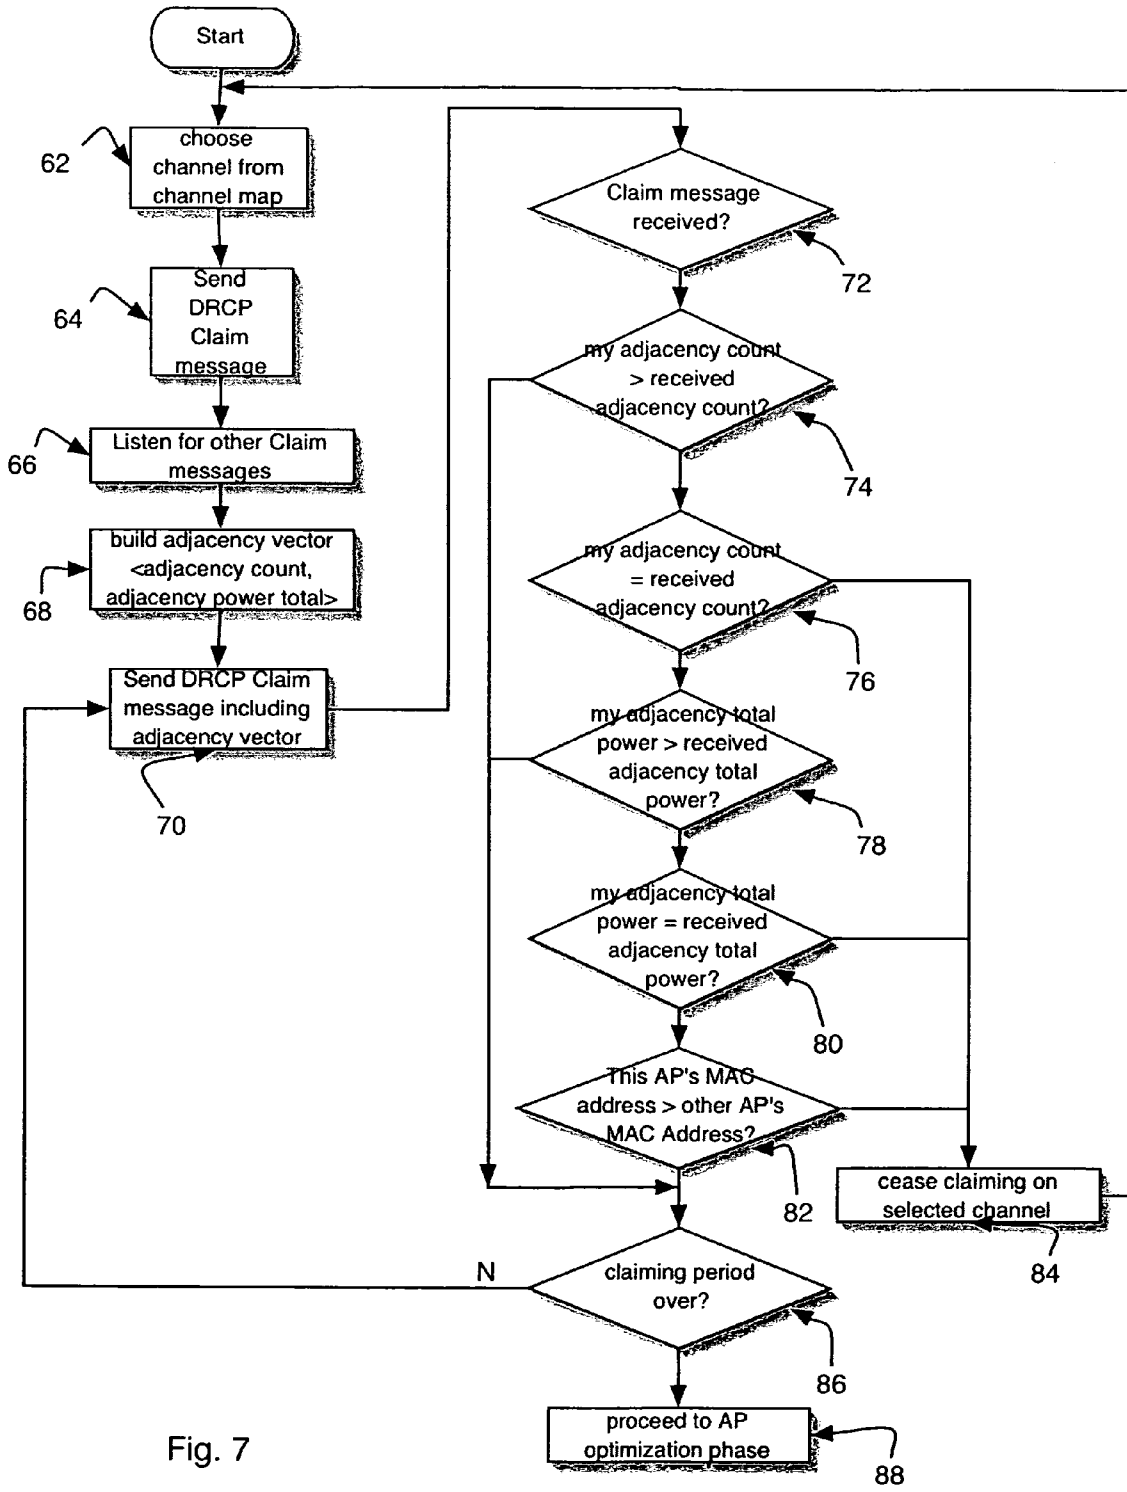 Start
choose
channel from
channel map
62
Send
DRCP
Claim
message
64
Listen for other Claim
messages
66
build adjacency vector
<adjacency count,
adjacency power total>
68
Send DRCP Claim
message including
adjacency vector
70
Claim message
received?
72
my adjacency count
> received
adjacency count?
74
my adjacency count
= received
adjacency count?
76
my adjacency total
power > received
adjacency total
power?
78
my adjacency total
power = received
adjacency total
power?
80
This AP's MAC
address > other AP's
MAC Address?
82
cease claiming on
selected channel
84
N
claiming period
over?
86
proceed to AP
optimization phase
88
Fig. 7